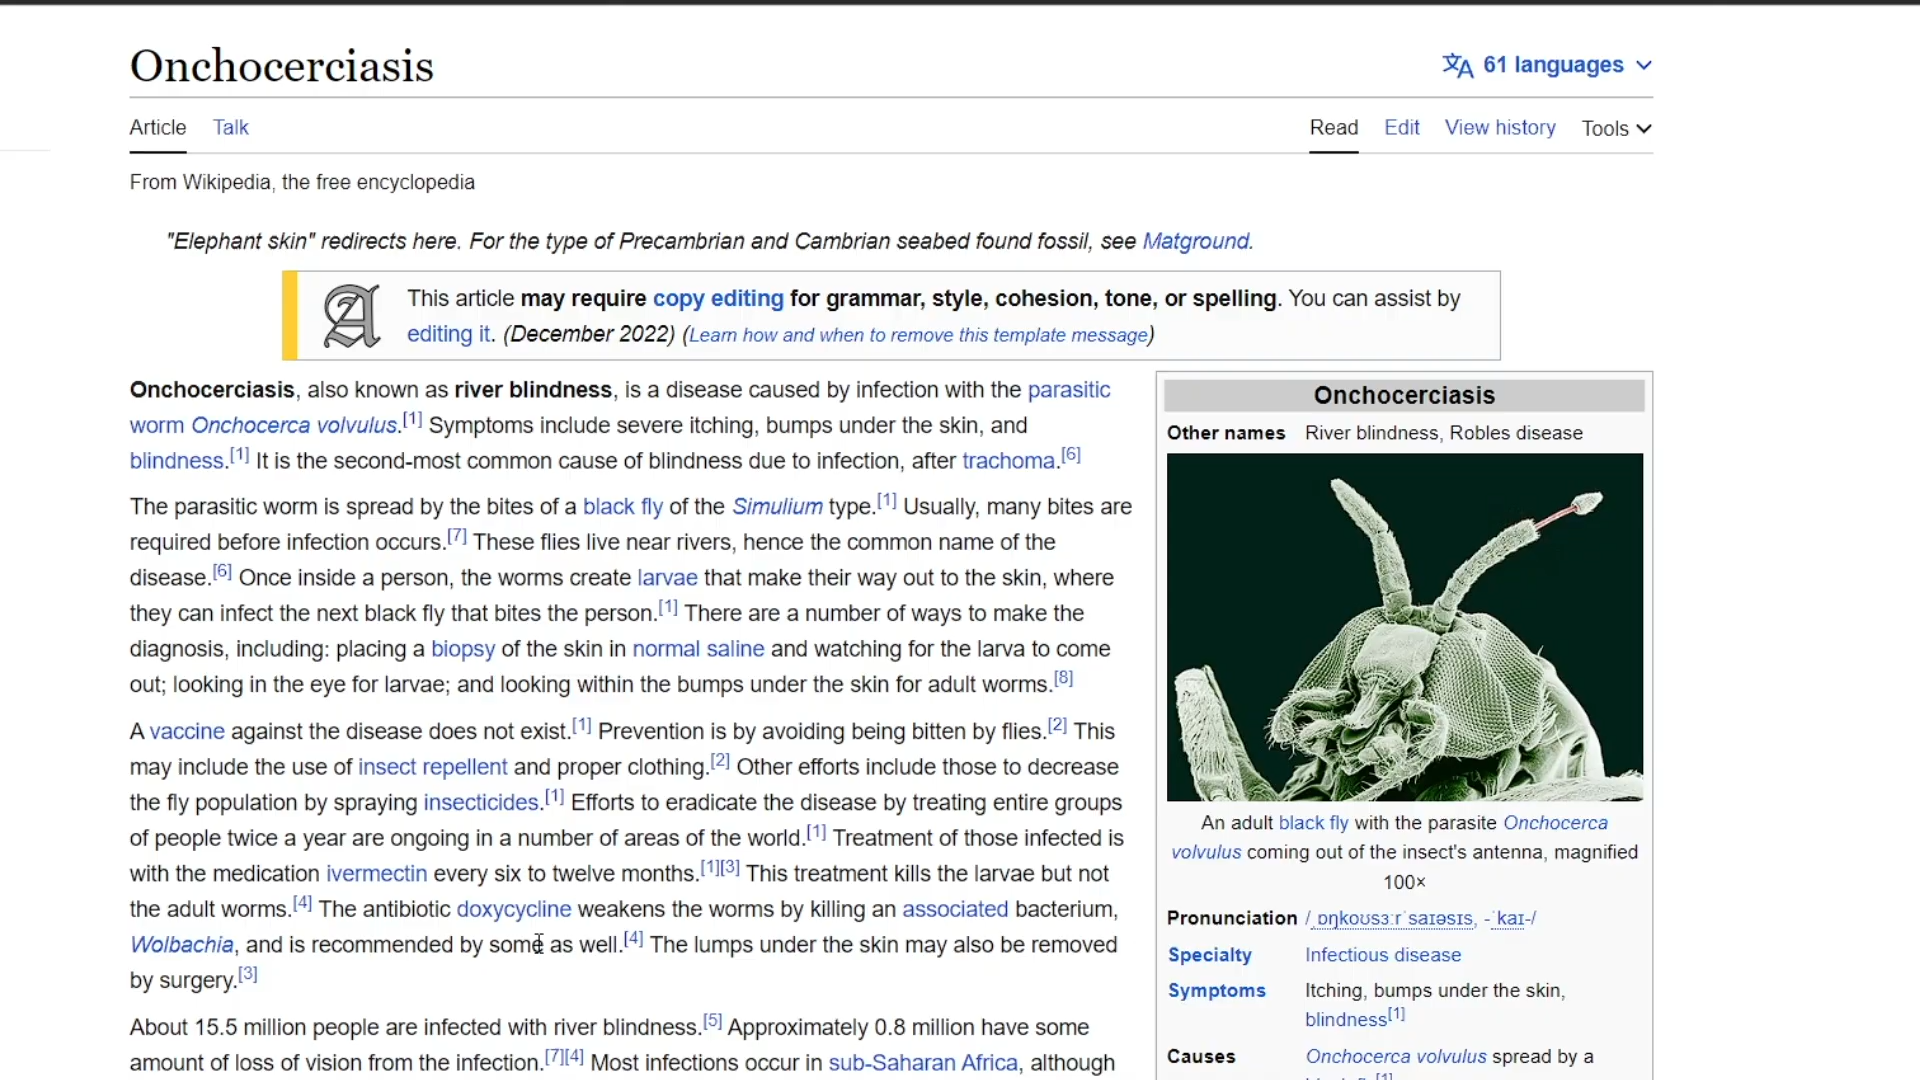 Onchocerciasis
61 languages
Article Talk
Read Edit View history Tools
From Wikipedia, the free encyclopedia
"Elephant skin" redirects here. For the type of Precambrian and Cambrian seabed found fossil, see Matground.
This article may require copy editing for grammar, style, cohesion, tone, or spelling. You can assist by
editing it. (December 2022) (Learn how and when to remove this template message)
Onchocerciasis, also known as river blindness, is a disease caused by infection with the parasitic
worm Onchocerca volvulus.[1] Symptoms include severe itching, bumps under the skin, and
blindness.[1] It is the second-most common cause of blindness due to infection, after trachoma.[6]
The parasitic worm is spread by the bites of a black fly of the Simulium type.[1] Usually, many bites are
required before infection occurs.[7] These flies live near rivers, hence the common name of the
disease.[6] Once inside a person, the worms create larvae that make their way out to the skin, where
they can infect the next black fly that bites the person.[1] There are a number of ways to make the
diagnosis, including: placing a biopsy of the skin in normal saline and watching for the larva to come
out; looking in the eye for larvae; and looking within the bumps under the skin for adult worms.[8]
A vaccine against the disease does not exist.[1] Prevention is by avoiding being bitten by flies.[2] This
may include the use of insect repellent and proper clothing.[2] Other efforts include those to decrease
the fly population by spraying insecticides.[1] Efforts to eradicate the disease by treating entire groups
of people twice a year are ongoing in a number of areas of the world.[1] Treatment of those infected is
with the medication ivermectin every six to twelve months.[1][3] This treatment kills the larvae but not
the adult worms.[4] The antibiotic doxycycline weakens the worms by killing an associated bacterium,
Wolbachia, and is recommended by some as well.[4] The lumps under the skin may also be removed
by surgery.[3]
About 15.5 million people are infected with river blindness.[5] Approximately 0.8 million have some
amount of loss of vision from the infection.[7][4] Most infections occur in sub-Saharan Africa, although
Onchocerciasis
Other names River blindness, Robles disease
An adult black fly with the parasite Onchocerca
volvulus coming out of the insect's antenna, magnified
100×
Pronunciation /ˌɒŋkoʊsɜːrˈsaɪəsɪs, -ˈkaɪ-/
Specialty Infectious disease
Symptoms Itching, bumps under the skin,
blindness[1]
Causes Onchocerca volvulus spread by a